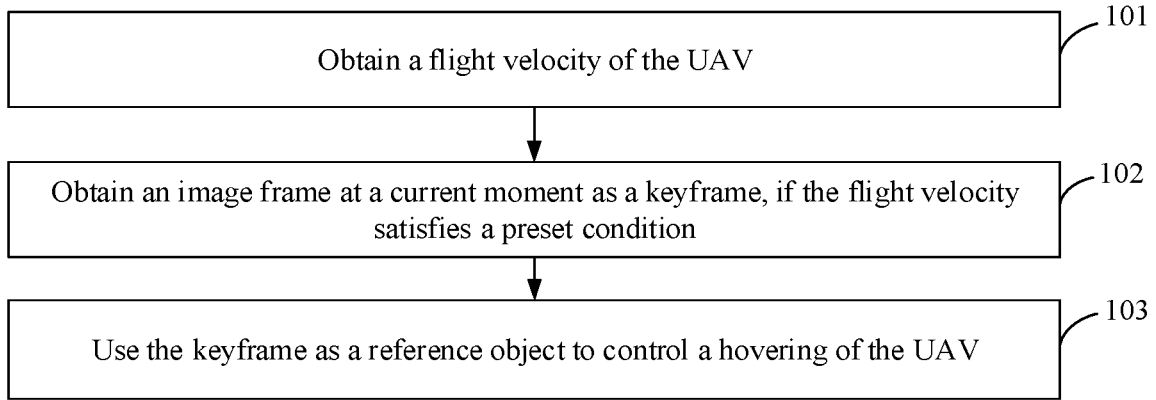 101
Obtain a flight velocity of the UAV
102
Obtain an image frame at a current moment as a keyframe, if the flight velocity
satisfies a preset condition
103
Use the keyframe as a reference object to control a hovering of the UAV